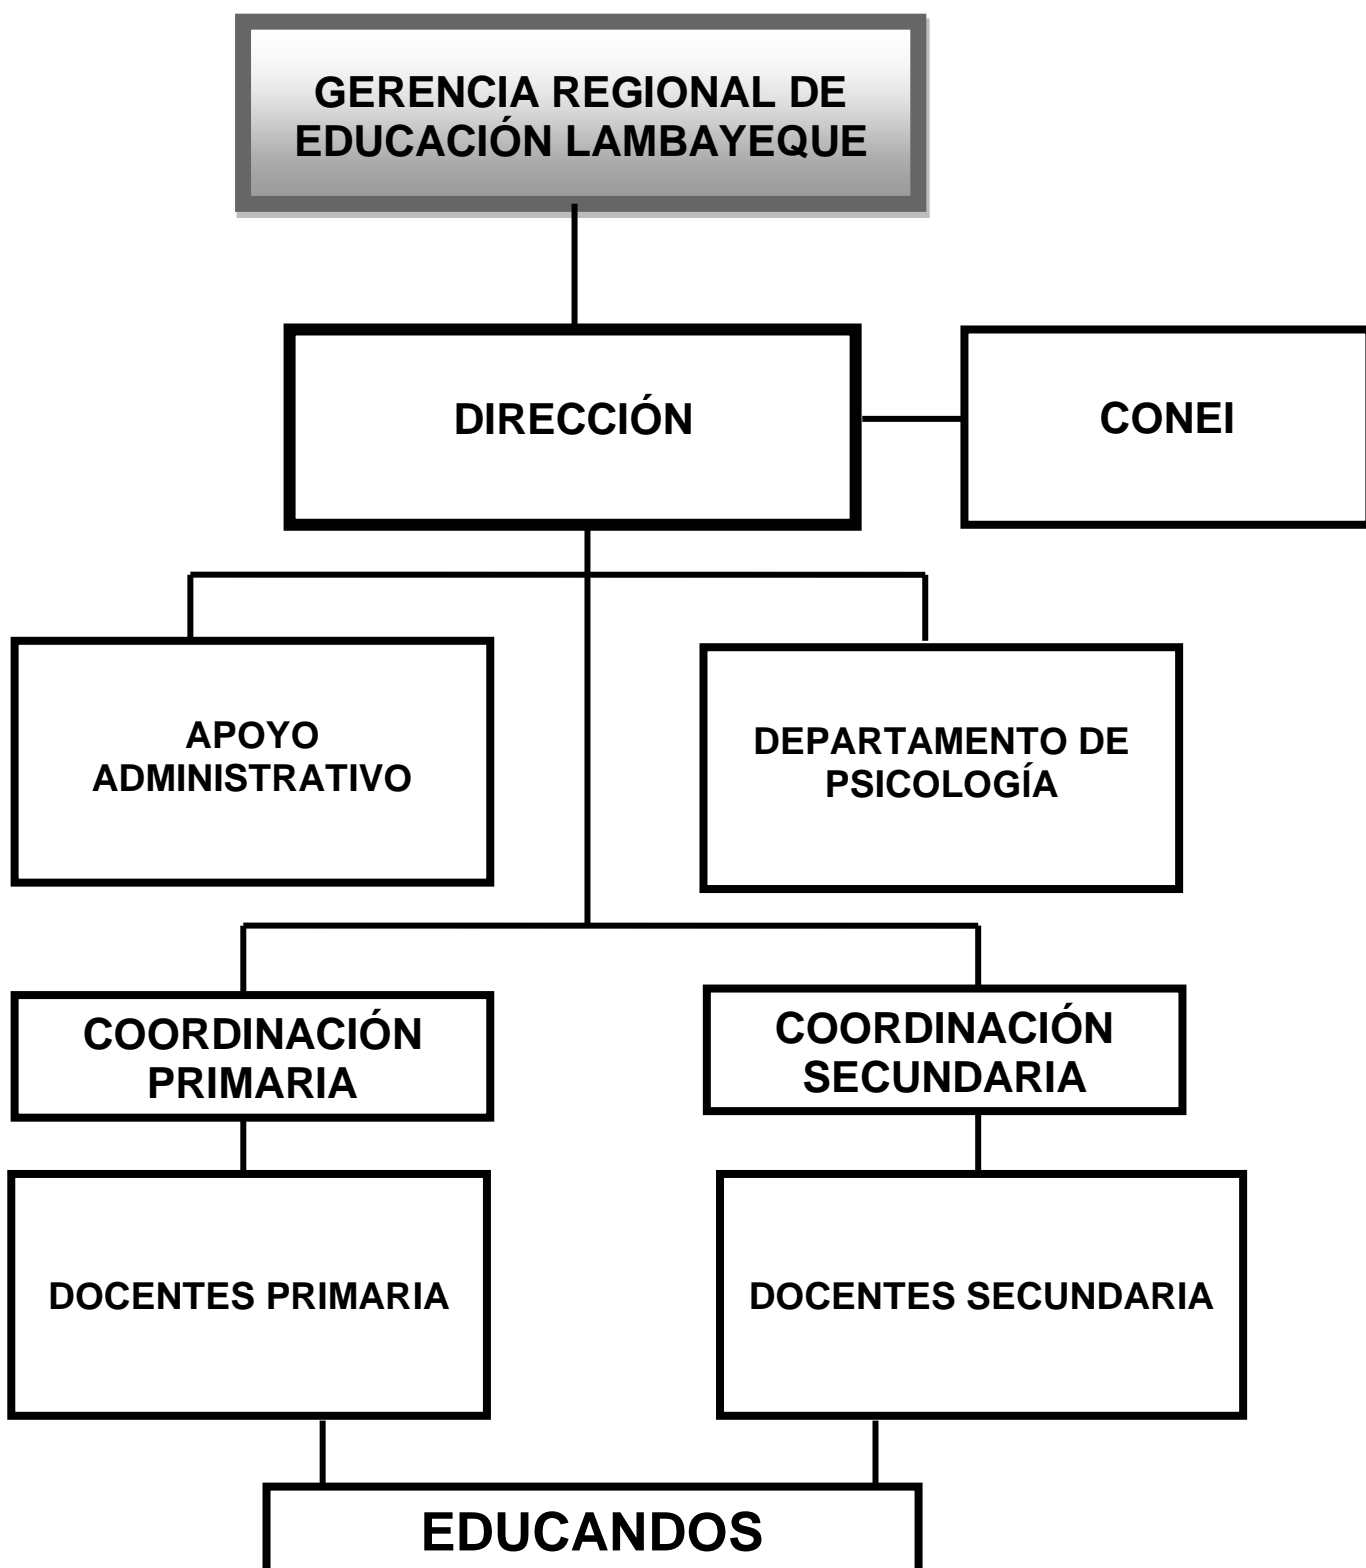 GERENCIA REGIONAL DE
EDUCACIÓN LAMBAYEQUE
DIRECCIÓN
CONEI
APOYO
ADMINISTRATIVO
DEPARTAMENTO DE
PSICOLOGÍA
COORDINACIÓN
PRIMARIA
COORDINACIÓN
SECUNDARIA
DOCENTES PRIMARIA
DOCENTES SECUNDARIA
EDUCANDOS